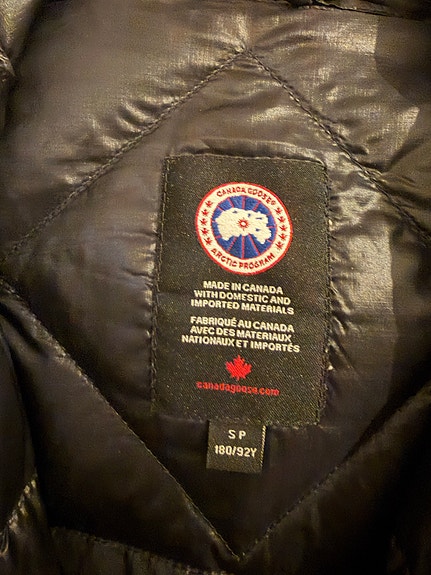 CANADA GOOSE®
ARCTIC PROGRAM
MADE IN CANADA
WITH DOMESTIC AND
IMPORTED MATERIALS
FABRIQUÉ AU CANADA
AVEC DES MATERIAUX
NATIONAUX ET IMPORTÉS
canadagoose.com
S P
180/92Y